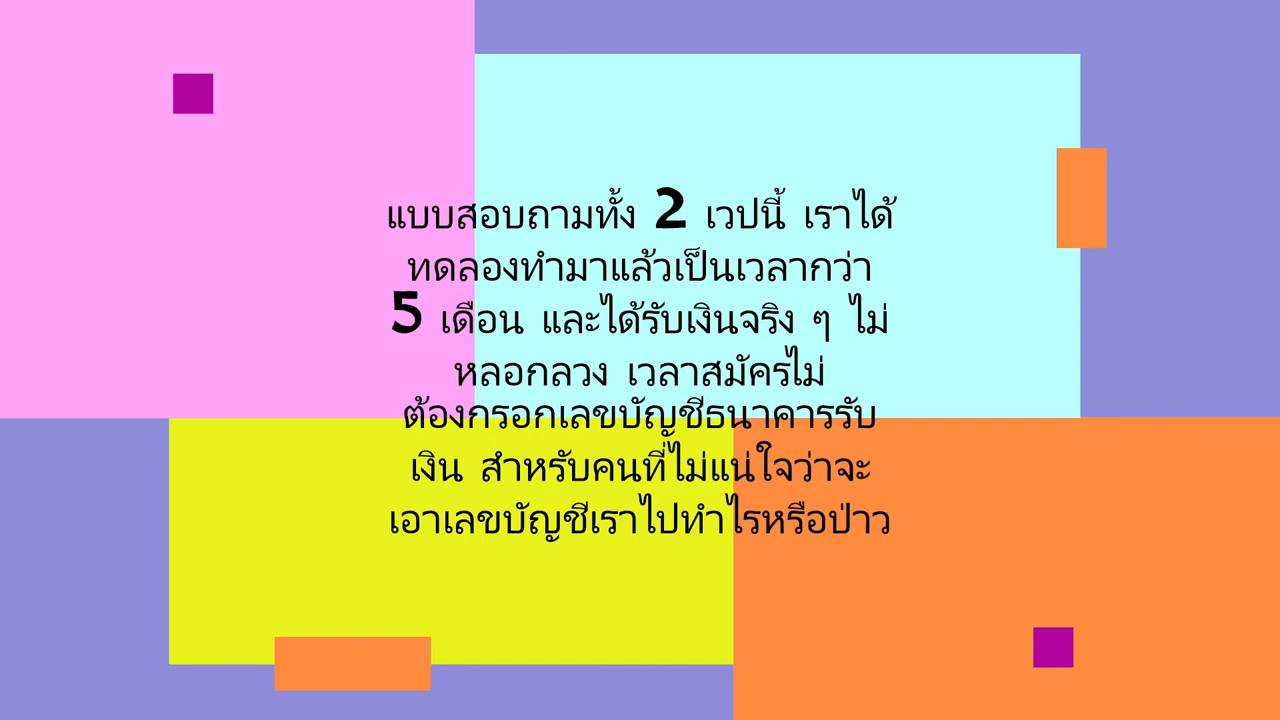 แบบสอบถามทั้ง 2 เวปนี้ เราได้
ทดลองทำมาแล้วเป็นเวลากว่า
5 เดือน และได้รับเงินจริง ๆ ไม่
หลอกลวง เวลาสมัครไม่
ต้องกรอกเลขบัญชีธนาคารรับ
เงิน สำหรับคนที่ไม่แน่ใจว่าจะ
เอาเลขบัญชีเราไปทำไรหรือป่าว